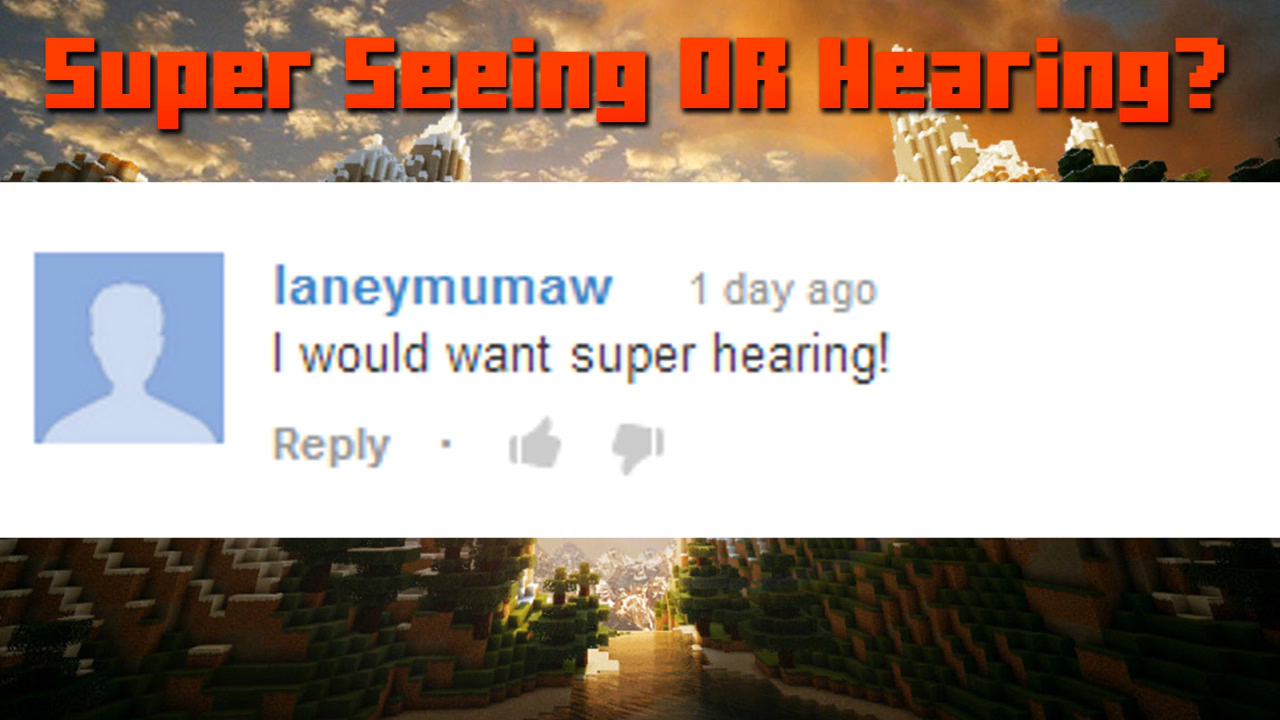 Super Seeing OR Hearing?
laneymumaw 1 day ago
I would want super hearing!
Reply ·